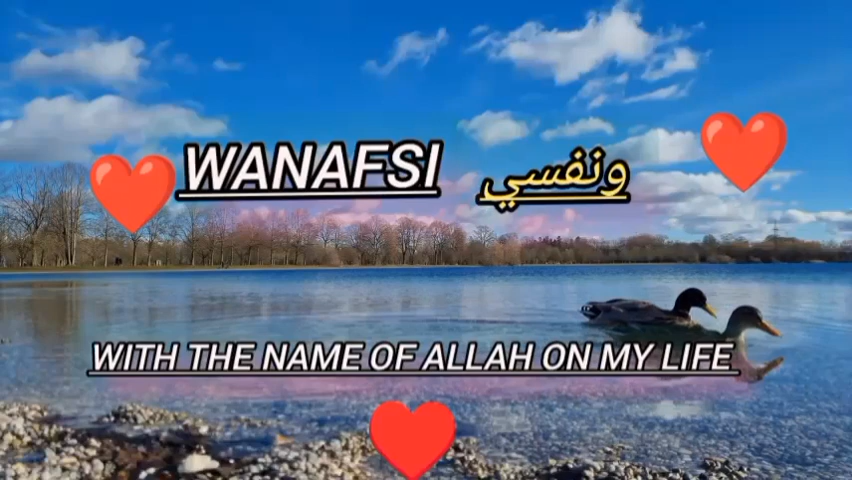 WANAFSI ونفسي
WITH THE NAME OF ALLAH ON MY LIFE